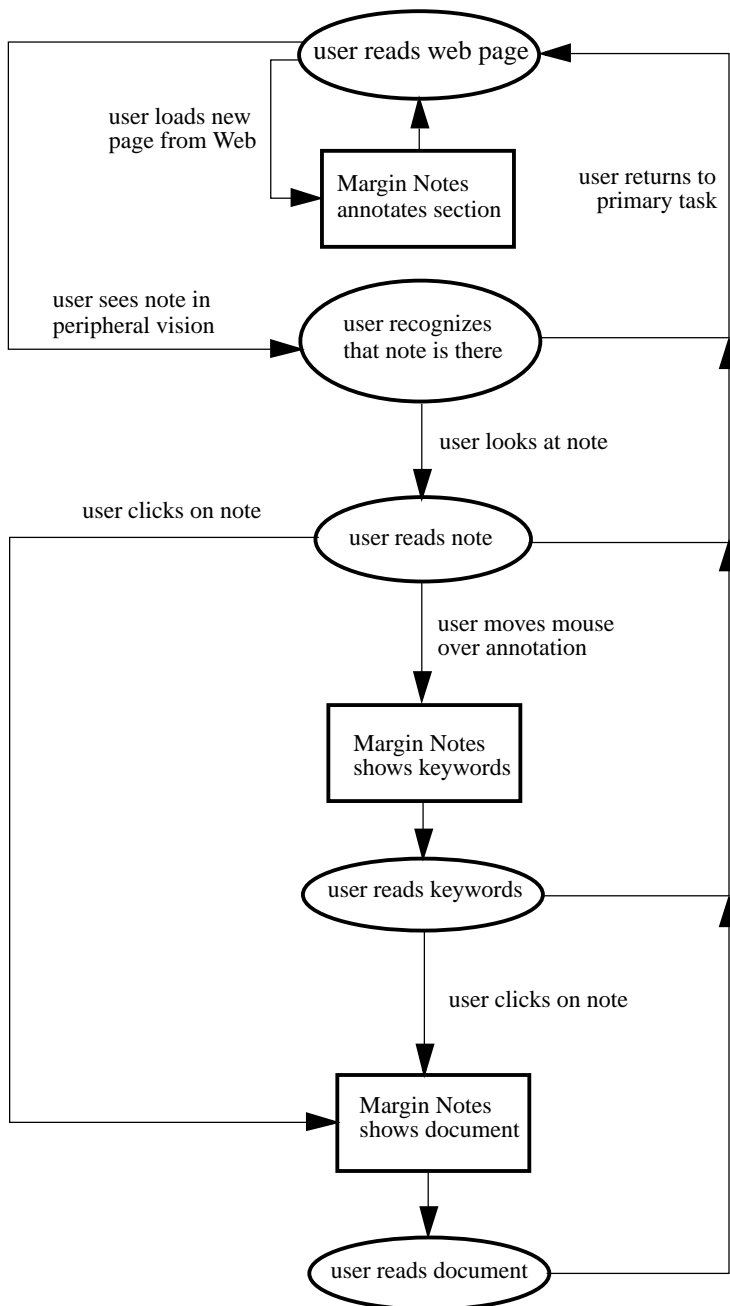 user reads web page
user loads new
page from Web
Margin Notes
annotates section
user returns to
primary task
user sees note in
peripheral vision
user recognizes
that note is there
user looks at note
user clicks on note
user reads note
user moves mouse
over annotation
Margin Notes
shows keywords
user reads keywords
user clicks on note
Margin Notes
shows document
user reads document